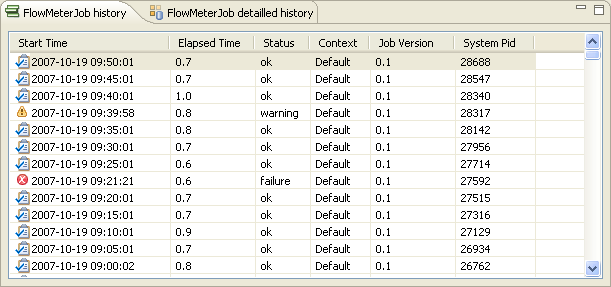 FlowMeterJob history FlowMeterJob detailled history
Start Time Elapsed Time Status Context Job Version System Pid
2007-10-19 09:50:01 0.7 ok Default 0.1 28688
2007-10-19 09:45:01 0.7 ok Default 0.1 28547
2007-10-19 09:40:01 1.0 ok Default 0.1 28340
2007-10-19 09:39:58 0.8 warning Default 0.1 28317
2007-10-19 09:35:01 0.8 ok Default 0.1 28142
2007-10-19 09:30:01 0.7 ok Default 0.1 27956
2007-10-19 09:25:01 0.6 ok Default 0.1 27714
2007-10-19 09:21:21 0.6 failure Default 0.1 27592
2007-10-19 09:20:01 0.7 ok Default 0.1 27515
2007-10-19 09:15:01 0.7 ok Default 0.1 27316
2007-10-19 09:10:01 0.9 ok Default 0.1 27129
2007-10-19 09:05:01 0.7 ok Default 0.1 26934
2007-10-19 09:00:02 0.8 ok Default 0.1 26762